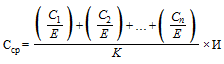 Сср = ((C1/E) + (C2/E) + ... + (Cn/E)) / K × И